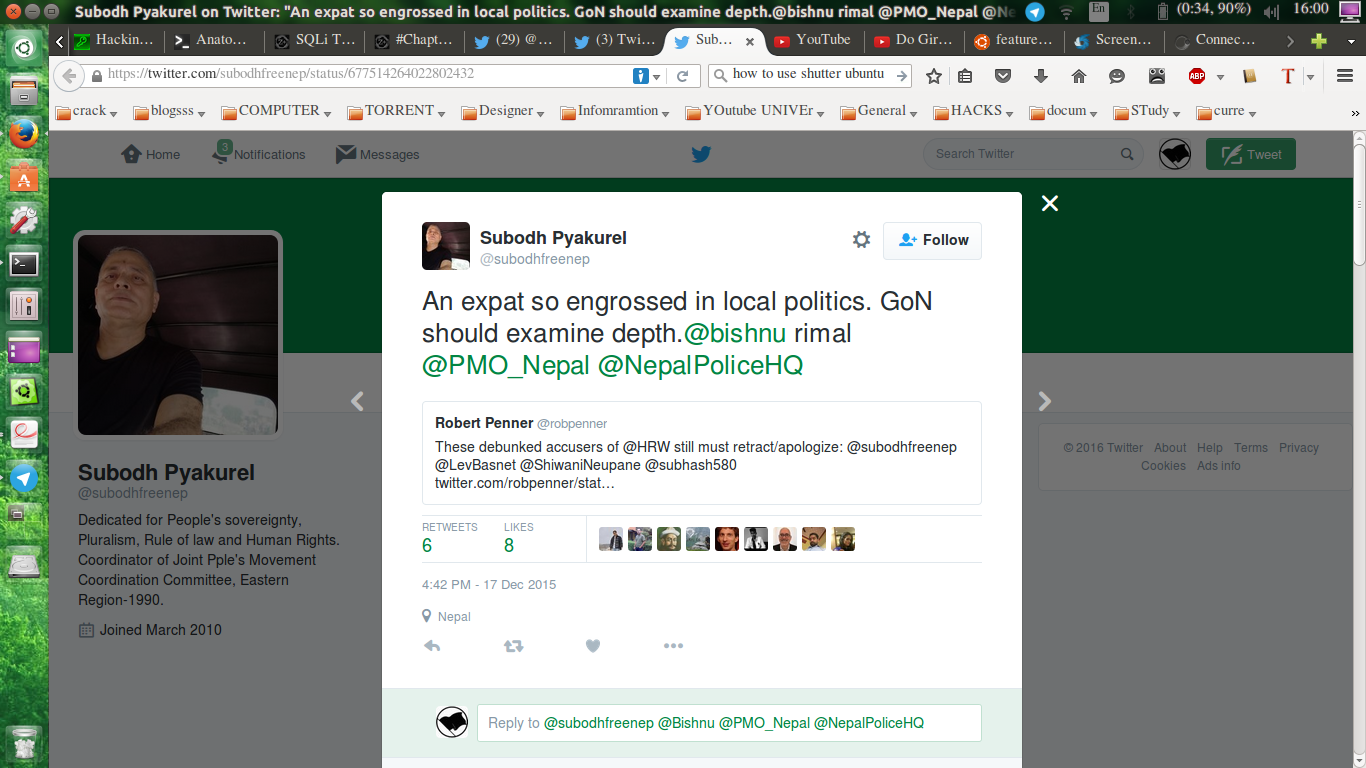 Subodh Pyakurel on Twitter: "An expat so engrossed in local politics. GoN should examine depth.@bishnu rimal @PMO_Nepal @Ne
En (0:34, 90%) 16:00
Hackin… Anato… SQLi T… #Chapt… (29) @… (3) Twi… Sub… YouTube Do Gir… feature… Screen… Connec…
https://twitter.com/subodhfreenep/status/677514264022802432 how to use shutter ubuntu ABP T
crack blogsss COMPUTER TORRENT Designer Infomramtion YOutube UNIVEr General HACKS docum STudy curre »
Home 3 Notifications Messages Search Twitter Tweet
Subodh Pyakurel
@subodhfreenep
Follow
An expat so engrossed in local politics. GoN
should examine depth.@bishnu rimal
@PMO_Nepal @NepalPoliceHQ
Robert Penner @robpenner
These debunked accusers of @HRW still must retract/apologize: @subodhfreenep
@LevBasnet @ShiwaniNeupane @subhash580
twitter.com/robpenner/stat…
RETWEETS LIKES
6 8
4:42 PM - 17 Dec 2015
Nepal
Reply to @subodhfreenep @Bishnu @PMO_Nepal @NepalPoliceHQ
Subodh Pyakurel
@subodhfreenep
Dedicated for People's sovereignty,
Pluralism, Rule of law and Human Rights.
Coordinator of Joint Pple's Movement
Coordination Committee, Eastern
Region-1990.
Joined March 2010
© 2016 Twitter About Help Terms Privacy
Cookies Ads info